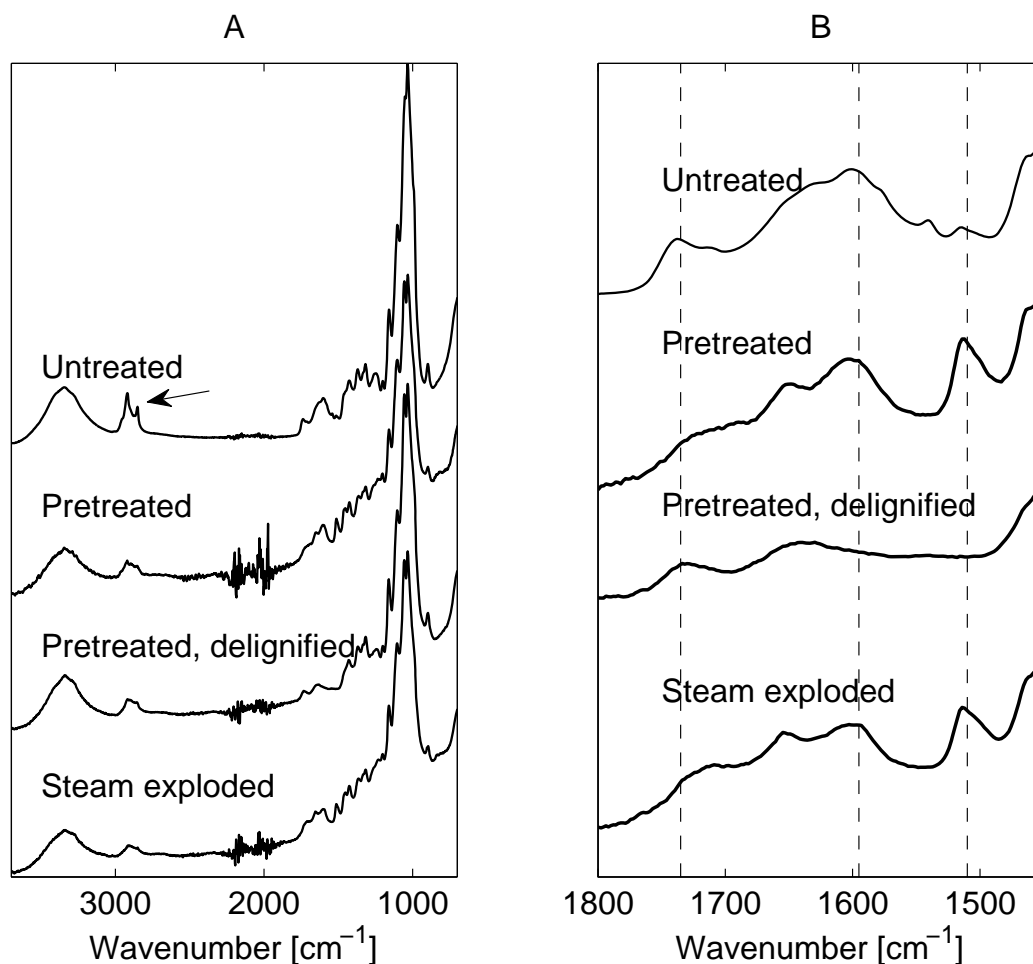 A
Untreated
Pretreated
Pretreated, delignified
Steam exploded
3000 2000 1000
Wavenumber [cm⁻¹]
B
Untreated
Pretreated
Pretreated, delignified
Steam exploded
1800 1700 1600 1500
Wavenumber [cm⁻¹]